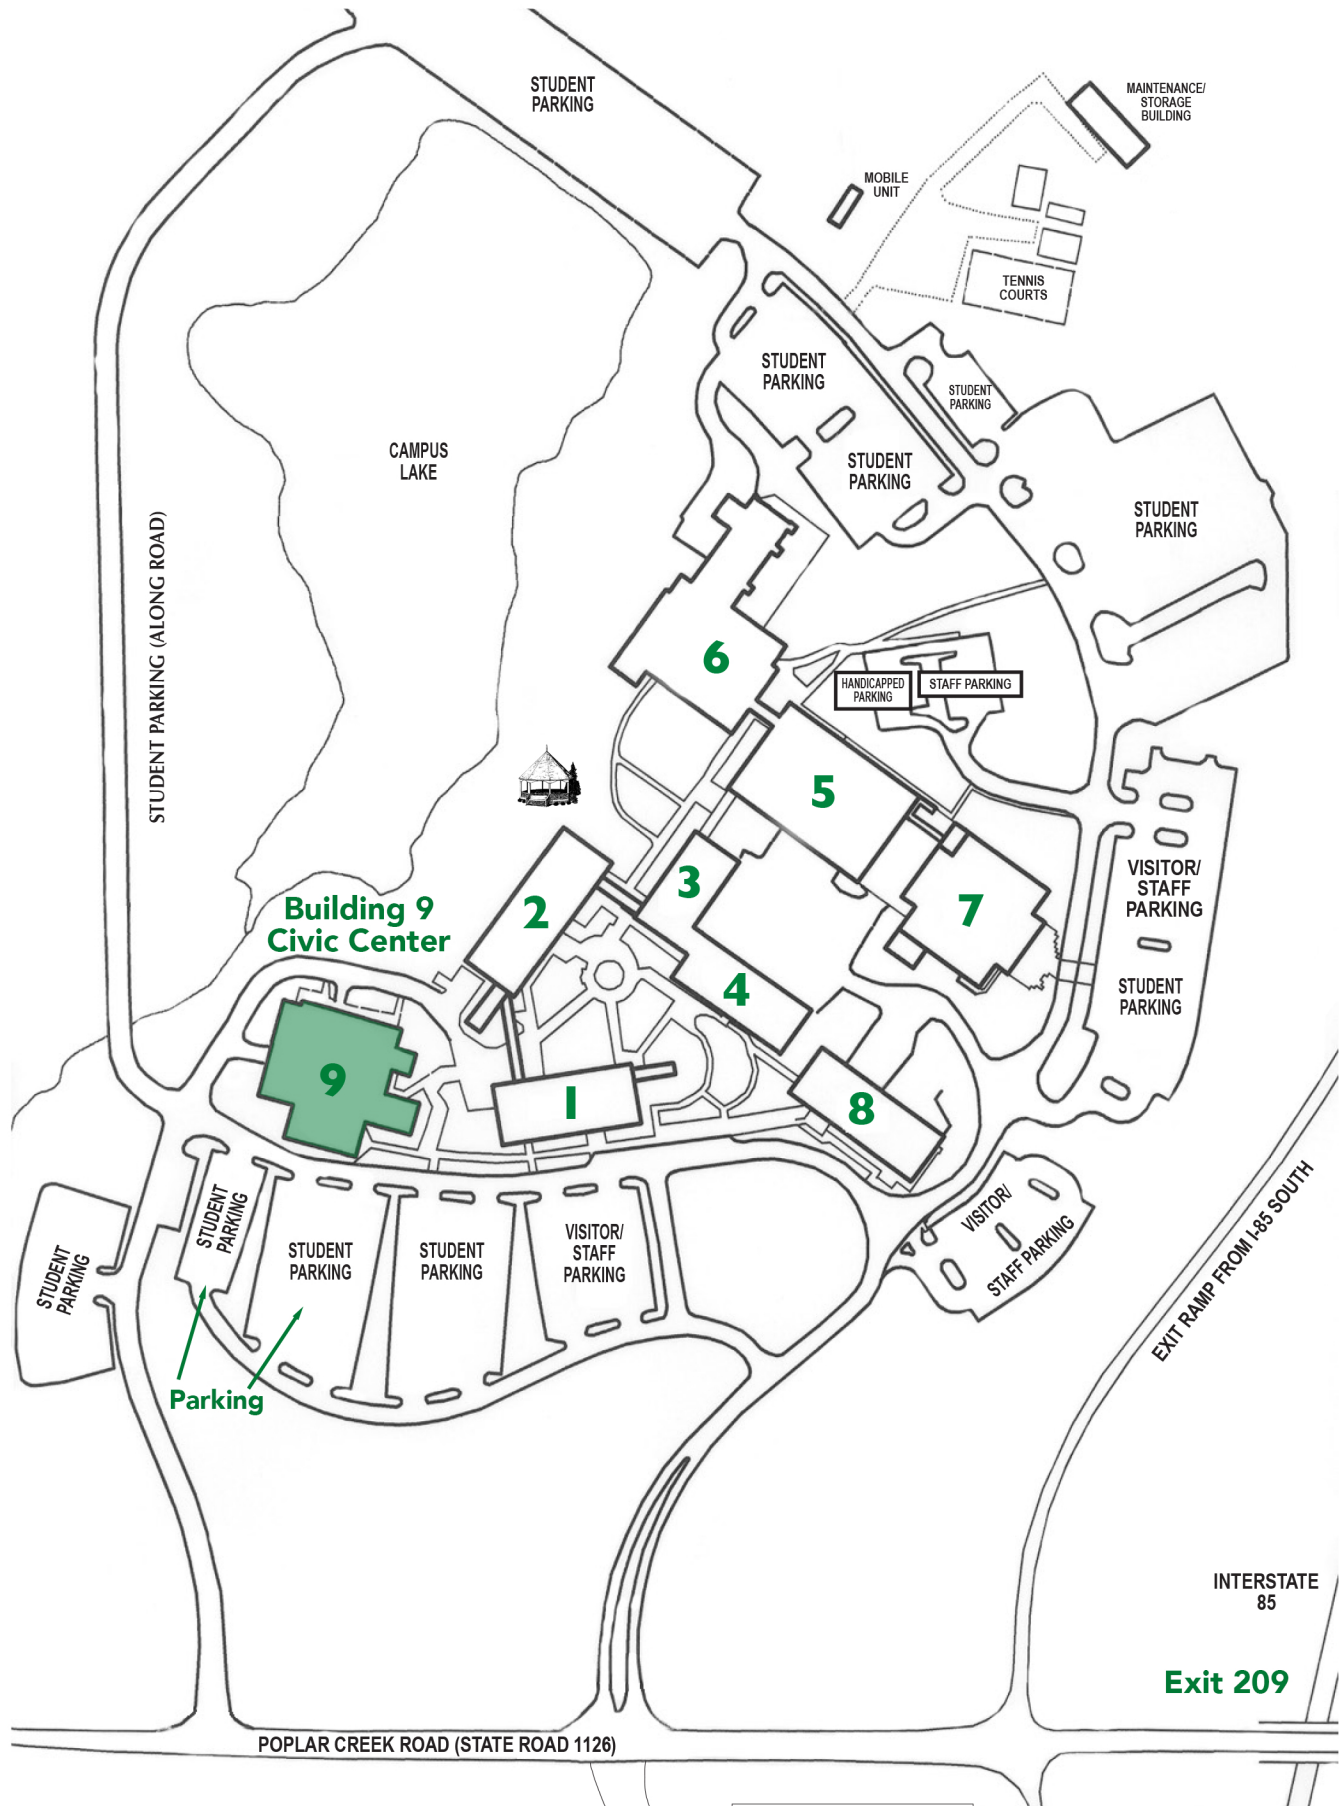 STUDENT
PARKING
MAINTENANCE/
STORAGE
BUILDING
MOBILE
UNIT
TENNIS
COURTS
STUDENT
PARKING
STUDENT
PARKING
STUDENT
PARKING
CAMPUS
LAKE
STUDENT
PARKING
STUDENT PARKING (ALONG ROAD)
6
HANDICAPPED
PARKING
STAFF PARKING
5
3
2
7
4
VISITOR/
STAFF
PARKING
STUDENT
PARKING
Building 9
Civic Center
9
1
8
STUDENT
PARKING
STUDENT
PARKING
STUDENT
PARKING
STUDENT
PARKING
VISITOR/
STAFF
PARKING
VISITOR/
STAFF PARKING
EXIT RAMP FROM I-85 SOUTH
Parking
INTERSTATE
85
Exit 209
POPLAR CREEK ROAD (STATE ROAD 1126)